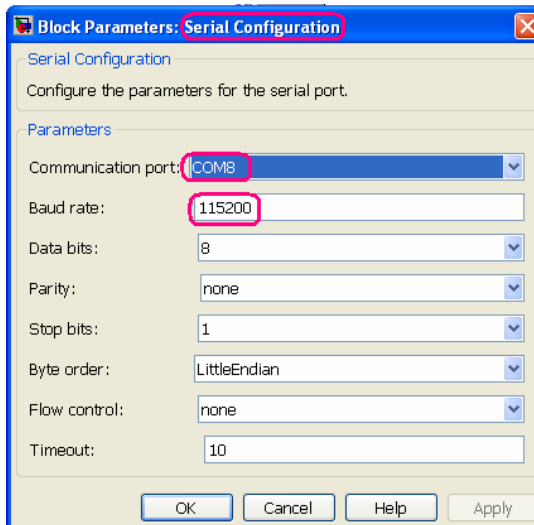 Block Parameters: Serial Configuration
Serial Configuration
Configure the parameters for the serial port.
Parameters
Communication port: COM8
Baud rate: 115200
Data bits: 8
Parity: none
Stop bits: 1
Byte order: LittleEndian
Flow control: none
Timeout: 10
OK Cancel Help Apply